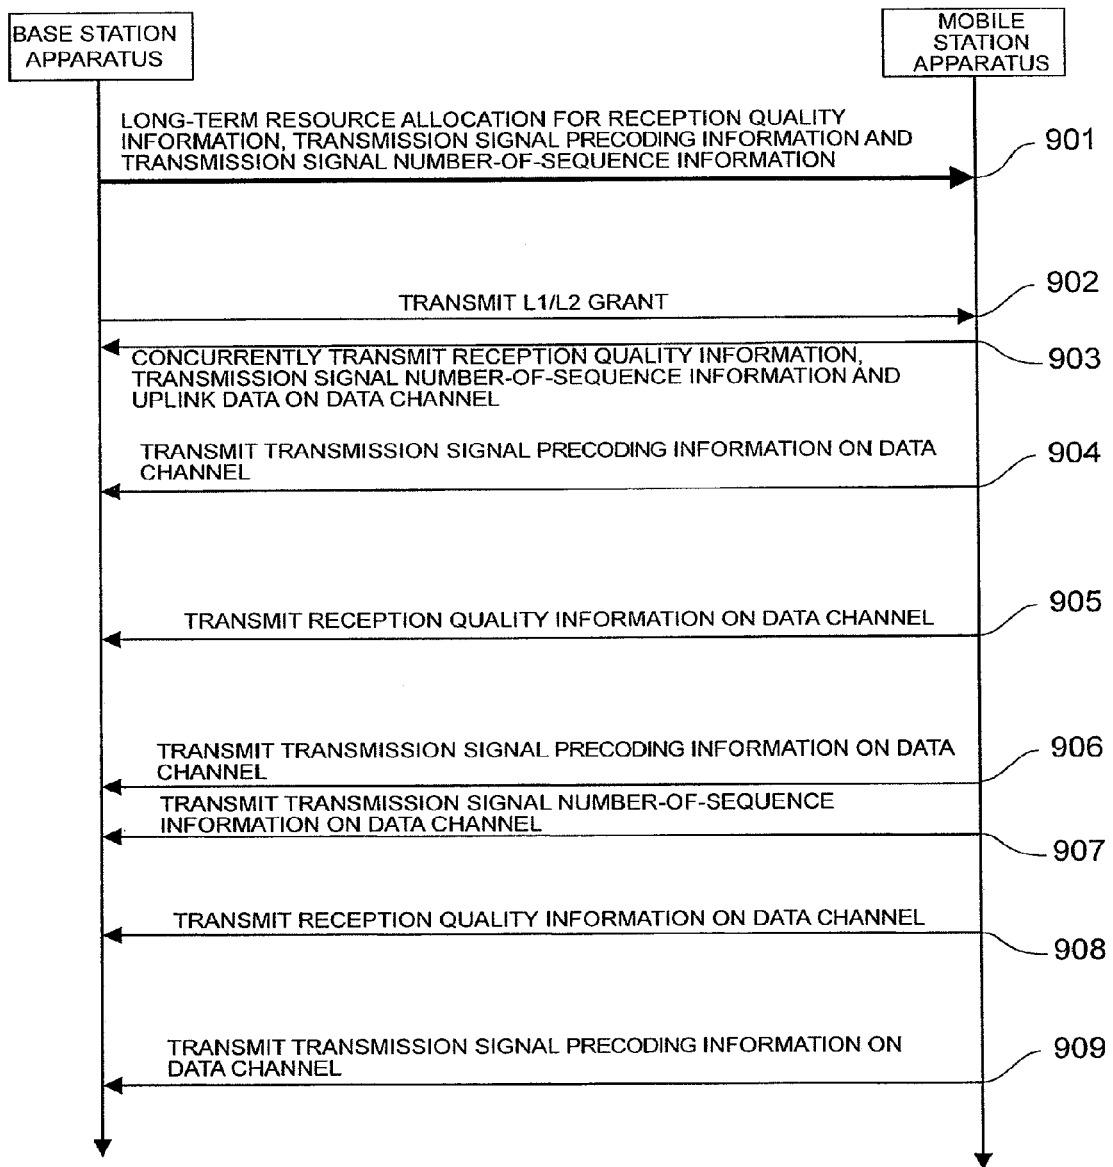 BASE STATION
APPARATUS
MOBILE
STATION
APPARATUS
LONG-TERM RESOURCE ALLOCATION FOR RECEPTION QUALITY
INFORMATION, TRANSMISSION SIGNAL PRECODING INFORMATION AND
TRANSMISSION SIGNAL NUMBER-OF-SEQUENCE INFORMATION
901
TRANSMIT L1/L2 GRANT
902
CONCURRENTLY TRANSMIT RECEPTION QUALITY INFORMATION,
TRANSMISSION SIGNAL NUMBER-OF-SEQUENCE INFORMATION AND
UPLINK DATA ON DATA CHANNEL
903
TRANSMIT TRANSMISSION SIGNAL PRECODING INFORMATION ON DATA
CHANNEL
904
TRANSMIT RECEPTION QUALITY INFORMATION ON DATA CHANNEL
905
TRANSMIT TRANSMISSION SIGNAL PRECODING INFORMATION ON DATA
CHANNEL
906
TRANSMIT TRANSMISSION SIGNAL NUMBER-OF-SEQUENCE
INFORMATION ON DATA CHANNEL
907
TRANSMIT RECEPTION QUALITY INFORMATION ON DATA CHANNEL
908
TRANSMIT TRANSMISSION SIGNAL PRECODING INFORMATION ON
DATA CHANNEL
909